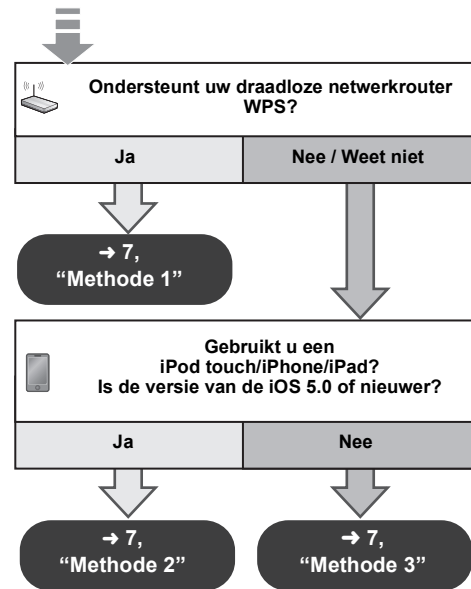 Ondersteunt uw draadloze netwerkrouter
WPS?
Ja
Nee / Weet niet
➜ 7,
“Methode 1”
Gebruikt u een
iPod touch/iPhone/iPad?
Is de versie van de iOS 5.0 of nieuwer?
Ja
Nee
➜ 7,
“Methode 2”
➜ 7,
“Methode 3”